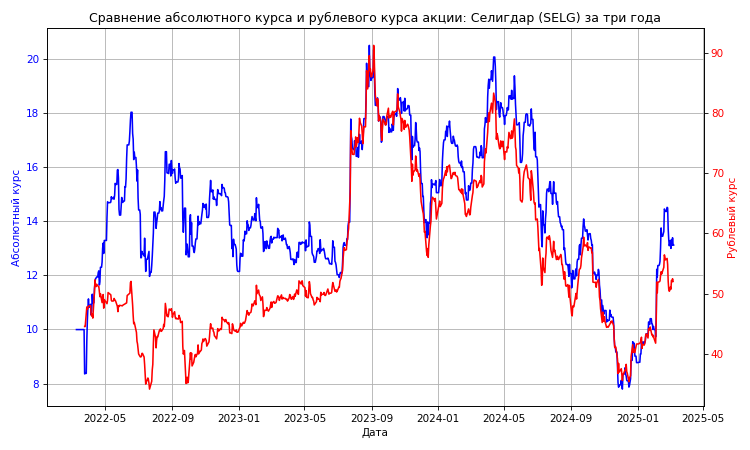 Сравнение абсолютного курса и рублевого курса акции: Селигдар (SELG) за три года
Абсолютный курс
20
18
16
14
12
10
8
90
80
70
60
50
40
Рублевый курс
2022-05 2022-09 2023-01 2023-05 2023-09 2024-01 2024-05 2024-09 2025-01 2025-05
Дата